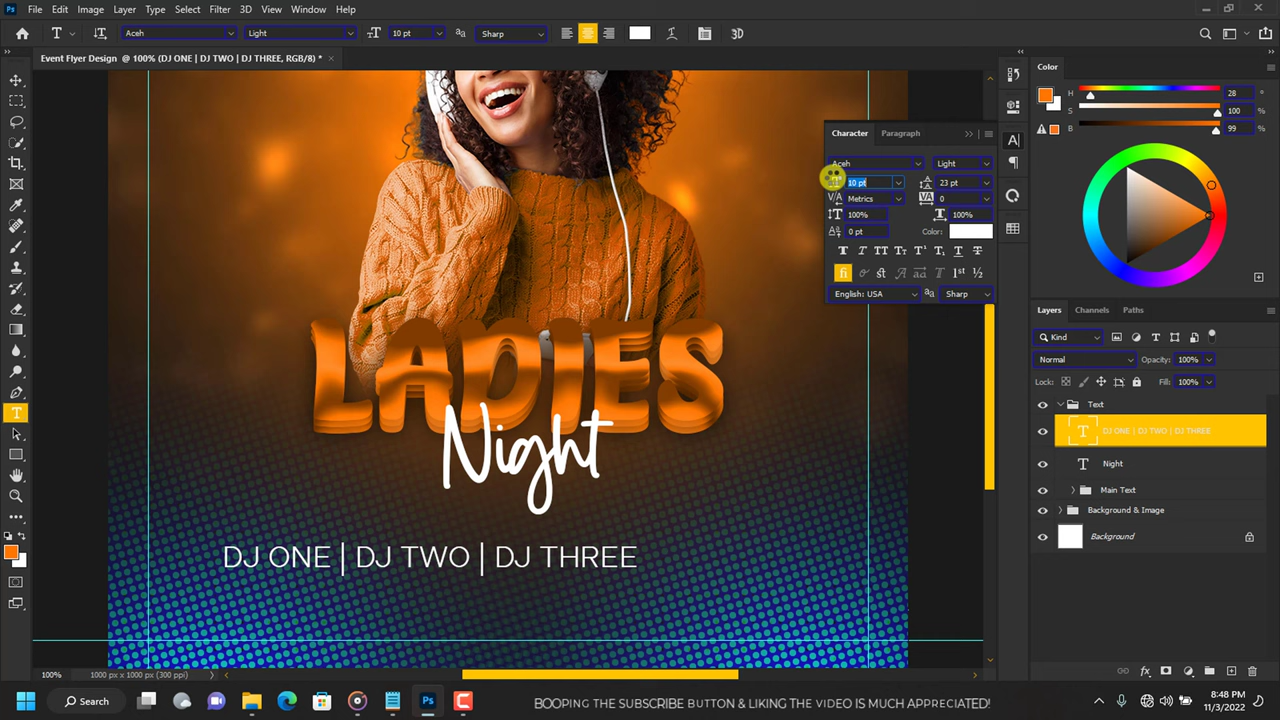 Ps File Edit Image Layer Type Select Filter 3D View Window Help
T Aceh Light 10 pt Sharp 3D
Event Flyer Design @ 100% (DJ ONE | DJ TWO | DJ THREE, RGB/8) * ×
Color
H 28 °
S 100 %
B 99 %
Character Paragraph
Aceh Light
10 pt 23 pt
Metrics 0
100% 100%
0 pt Color:
English: USA Sharp
Layers Channels Paths
Kind
Normal Opacity: 100%
Lock: Fill: 100%
Text
DJ ONE | DJ TWO | DJ THREE
Night
Main Text
Background & Image
Background
LADIES
Night
DJ ONE | DJ TWO | DJ THREE
100% 1000 px x 1000 px (300 ppi)
Search
BOOPING THE SUBSCRIBE BUTTON & LIKING THE VIDEO IS MUCH APPRECIATED!
8:48 PM
11/3/2022